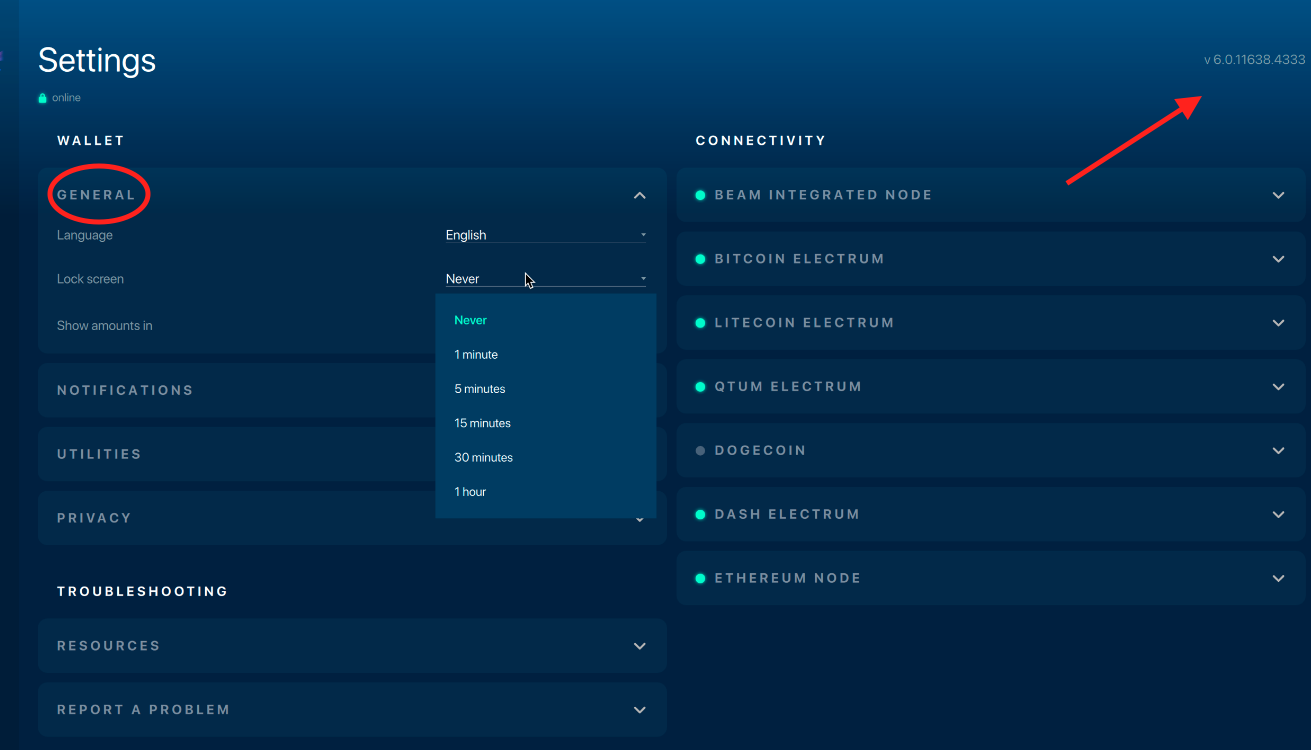 Settings
v 6.0.11638.4333
online
WALLET
GENERAL
Language
English
Lock screen
Never
Show amounts in
Never
1 minute
5 minutes
15 minutes
30 minutes
1 hour
NOTIFICATIONS
UTILITIES
PRIVACY
TROUBLESHOOTING
RESOURCES
REPORT A PROBLEM
CONNECTIVITY
BEAM INTEGRATED NODE
BITCOIN ELECTRUM
LITECOIN ELECTRUM
QTUM ELECTRUM
DOGECOIN
DASH ELECTRUM
ETHEREUM NODE